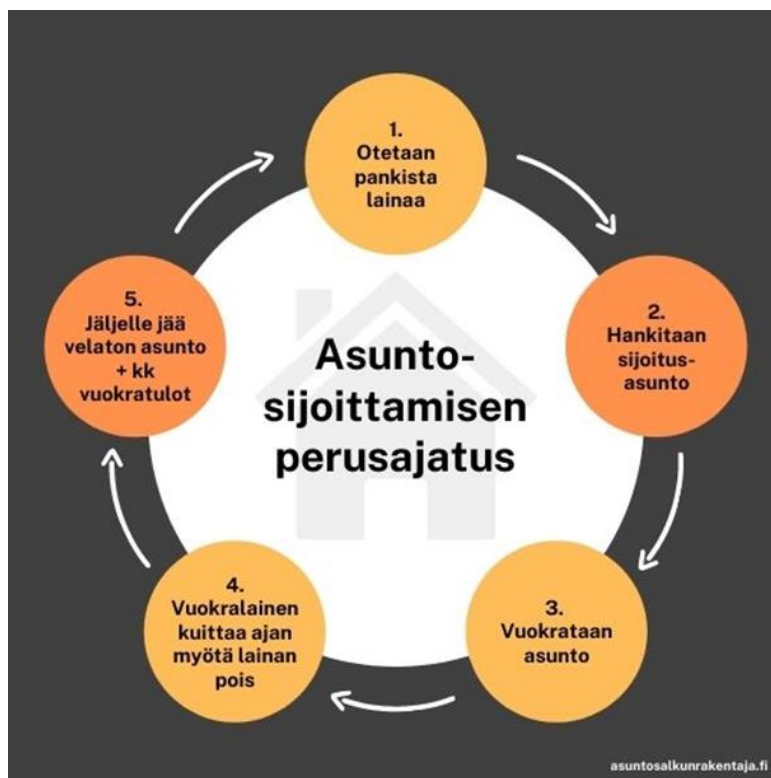 1.
Otetaan
pankista
lainaa
2.
Hankitaan
sijoitus-
asunto
3.
Vuokrataan
asunto
4.
Vuokralainen
kuittaa ajan
myötä lainan
pois
5.
Jäljelle jää
velaton asunto
+ kk
vuokratulot
Asunto-
sijoittamisen
perusajatus
asuntosalkunrakentaja.fi